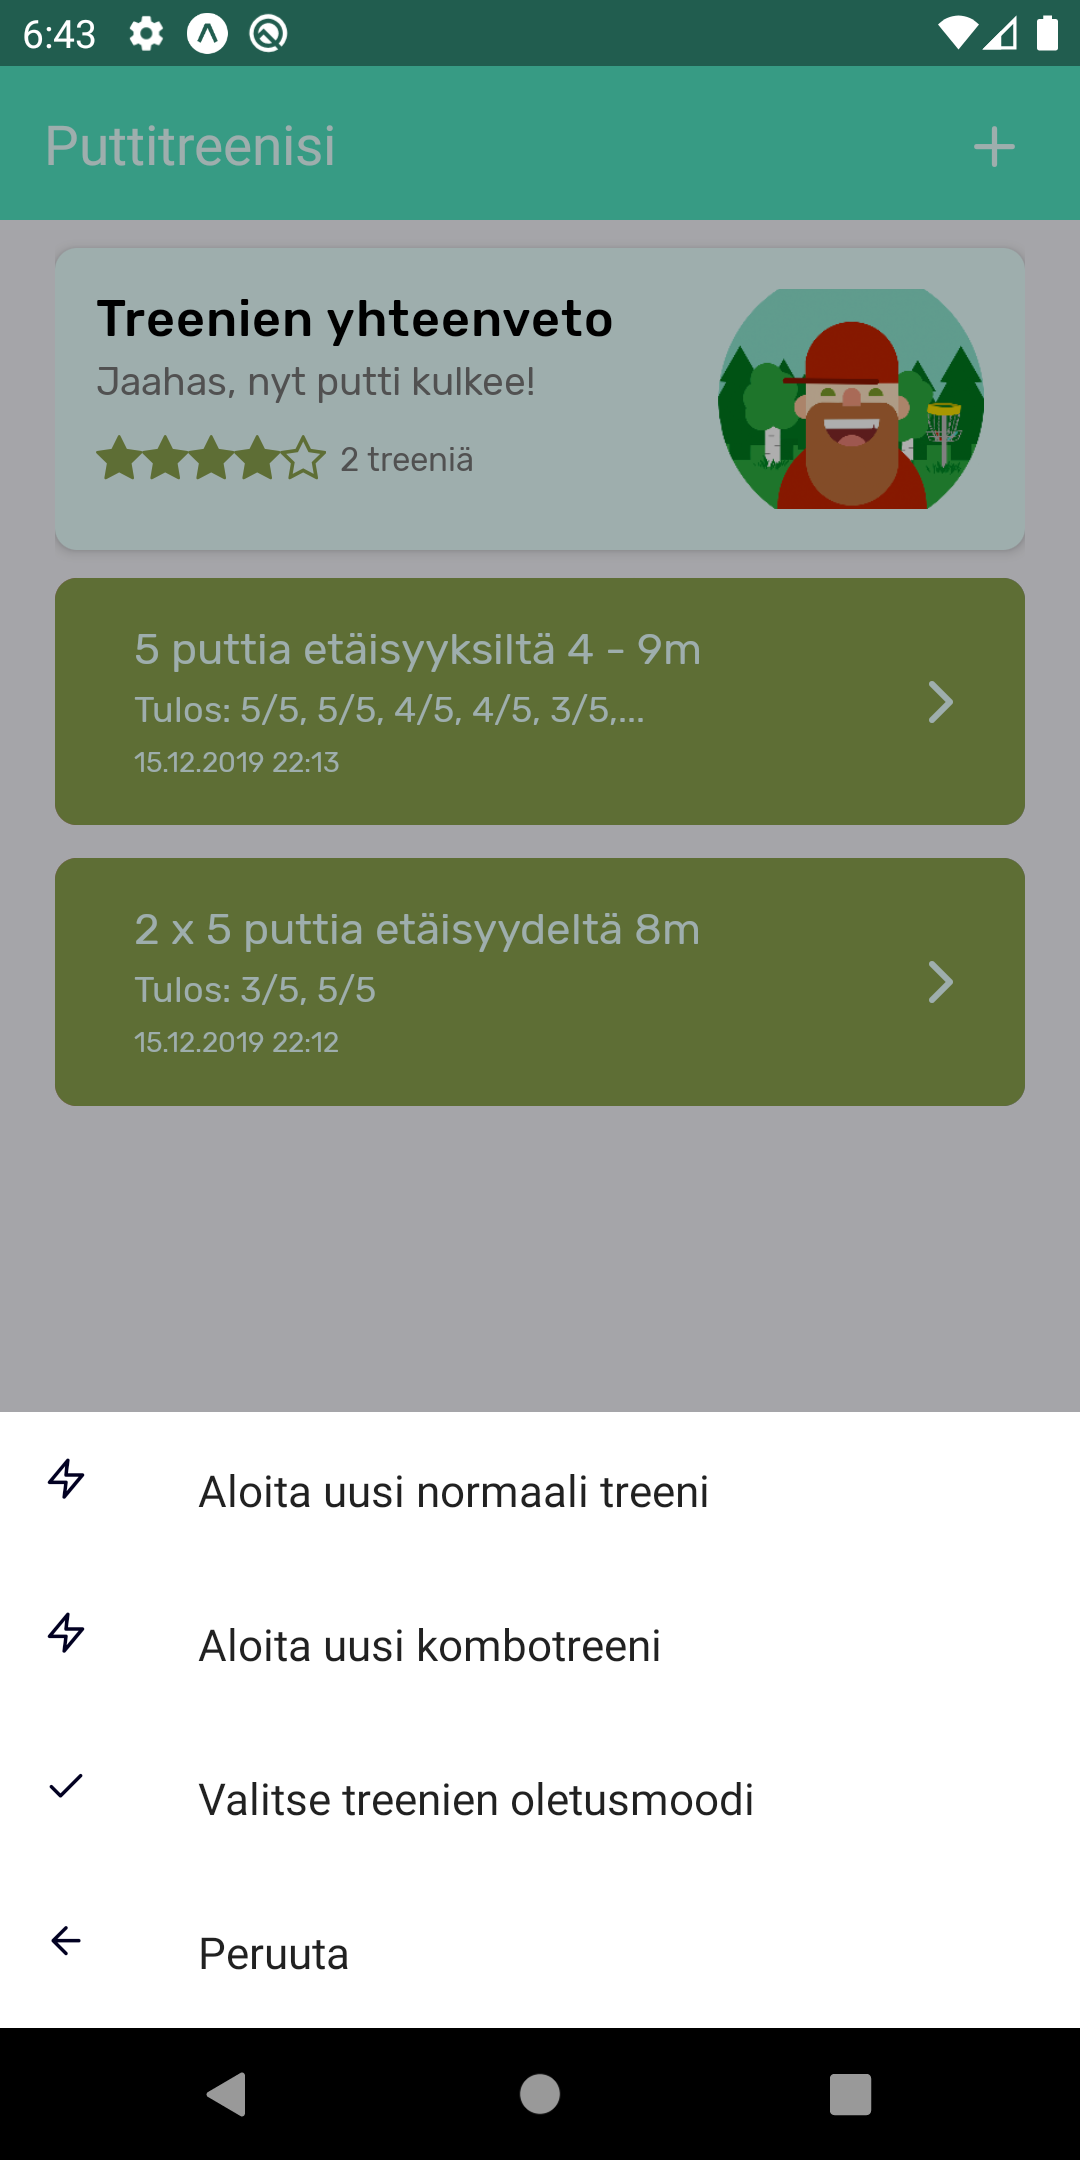 6:43
Puttitreenisi
Treenien yhteenveto
Jaahas, nyt putti kulkee!
2 treeniä
5 puttia etäisyyksiltä 4 - 9m
Tulos: 5/5, 5/5, 4/5, 4/5, 3/5,...
15.12.2019 22:13
2 x 5 puttia etäisyydeltä 8m
Tulos: 3/5, 5/5
15.12.2019 22:12
Aloita uusi normaali treeni
Aloita uusi kombotreeni
Valitse treenien oletusmoodi
Peruuta